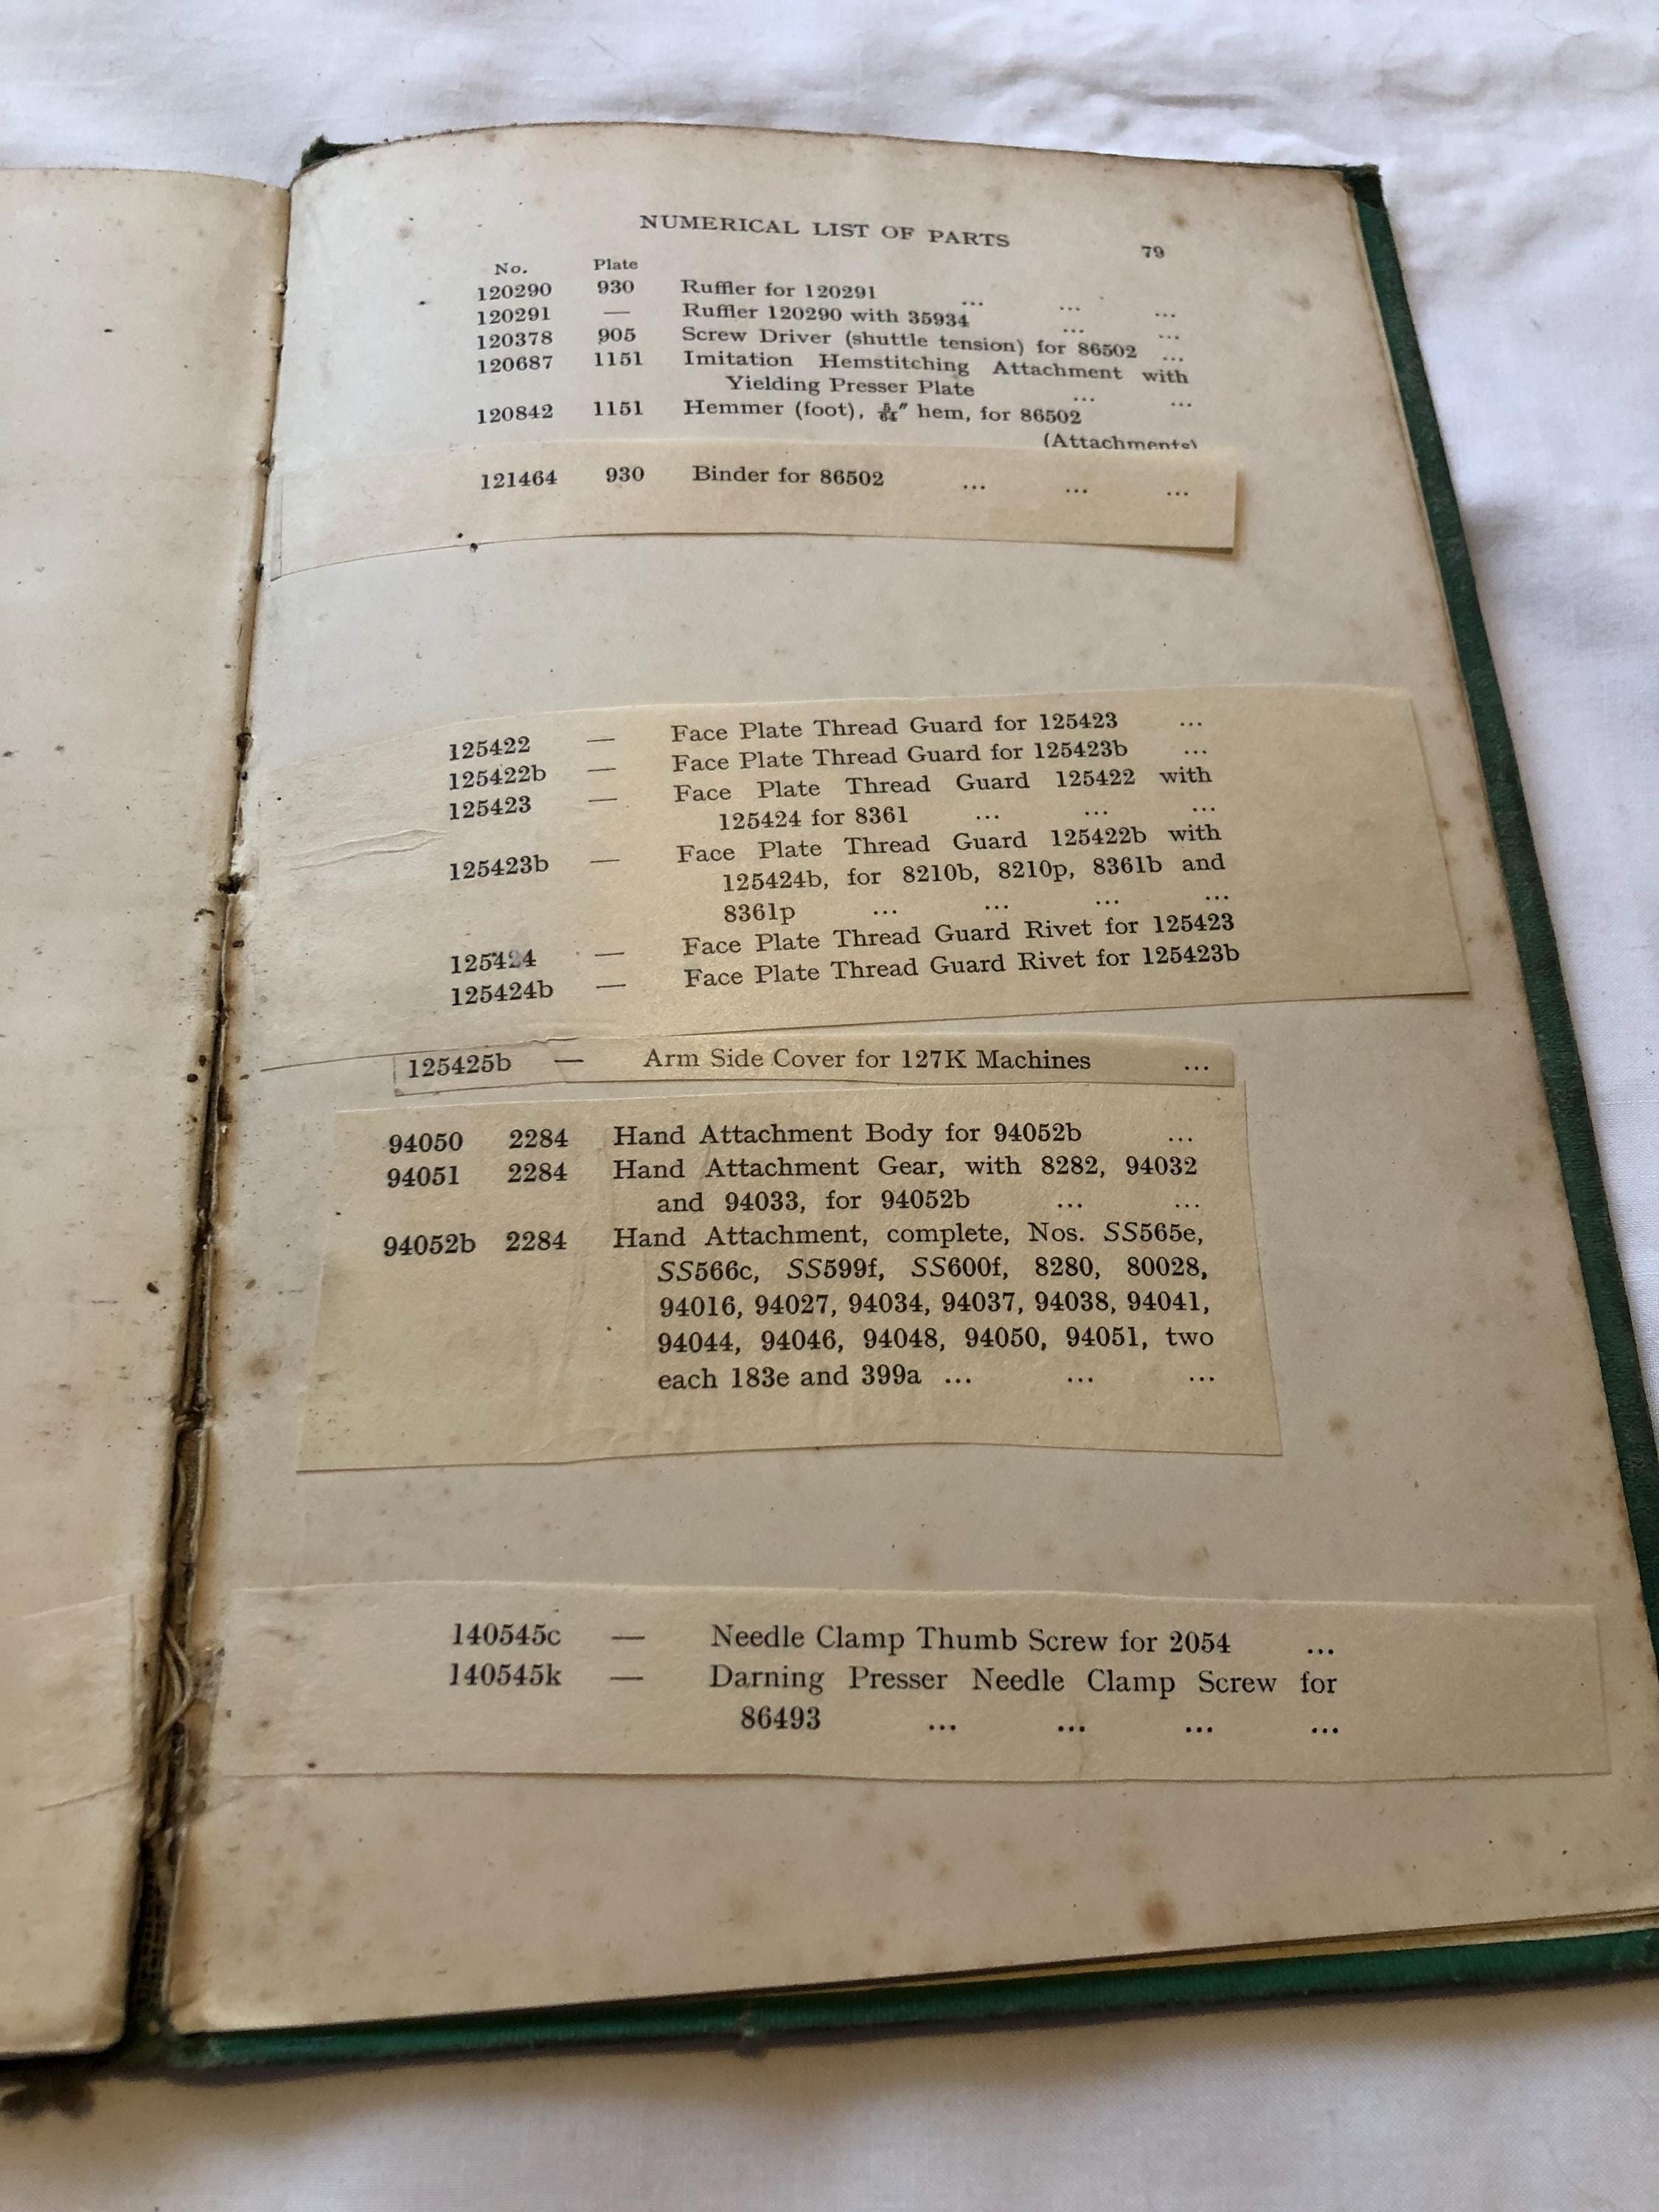 NUMERICAL LIST OF PARTS 79
No. Plate
120290 930 Ruffler for 120291 ... ... ...
120291 — Ruffler 120290 with 35934 ... ...
120378 905 Screw Driver (shuttle tension) for 86502 ...
120687 1151 Imitation Hemstitching Attachment with
Yielding Presser Plate ... ...
120842 1151 Hemmer (foot), 5/64″ hem, for 86502
(Attachments)
121464 930 Binder for 86502 ... ... ...
125422 — Face Plate Thread Guard for 125423 ...
125422b — Face Plate Thread Guard for 125423b ...
125423 — Face Plate Thread Guard 125422 with
125424 for 8361 ... ... ...
125423b — Face Plate Thread Guard 125422b with
125424b, for 8210b, 8210p, 8361b and
8361p ... ... ... ...
125424 — Face Plate Thread Guard Rivet for 125423
125424b — Face Plate Thread Guard Rivet for 125423b
125425b — Arm Side Cover for 127K Machines ...
94050 2284 Hand Attachment Body for 94052b ...
94051 2284 Hand Attachment Gear, with 8282, 94032
and 94033, for 94052b ... ...
94052b 2284 Hand Attachment, complete, Nos. SS565e,
SS566c, SS599f, SS600f, 8280, 80028,
94016, 94027, 94034, 94037, 94038, 94041,
94044, 94046, 94048, 94050, 94051, two
each 183e and 399a ... ... ...
140545c — Needle Clamp Thumb Screw for 2054 ...
140545k — Darning Presser Needle Clamp Screw for
86493 ... ... ... ...